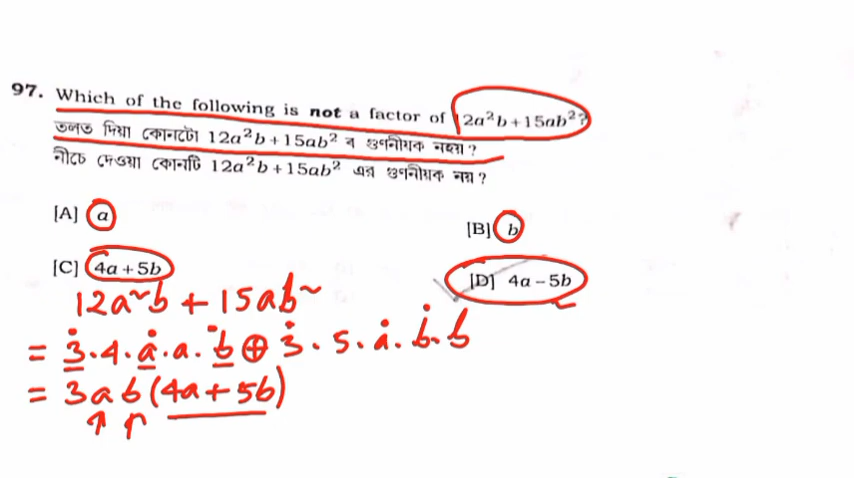 97. Which of the following is not a factor of 12a²b + 15ab²?
তলত দিয়া কোনটো 12a²b + 15ab² ৰ গুণনীয়ক নহয় ?
নীচে দেওয়া কোনটি 12a²b + 15ab² এর গুণনীয়ক নয় ?
[A] a
[B] b
[C] 4a + 5b
[D] 4a – 5b
12a²b + 15ab²
= 3·4·a·a·b ⊕ 3·5·a·b·b
= 3ab(4a + 5b)